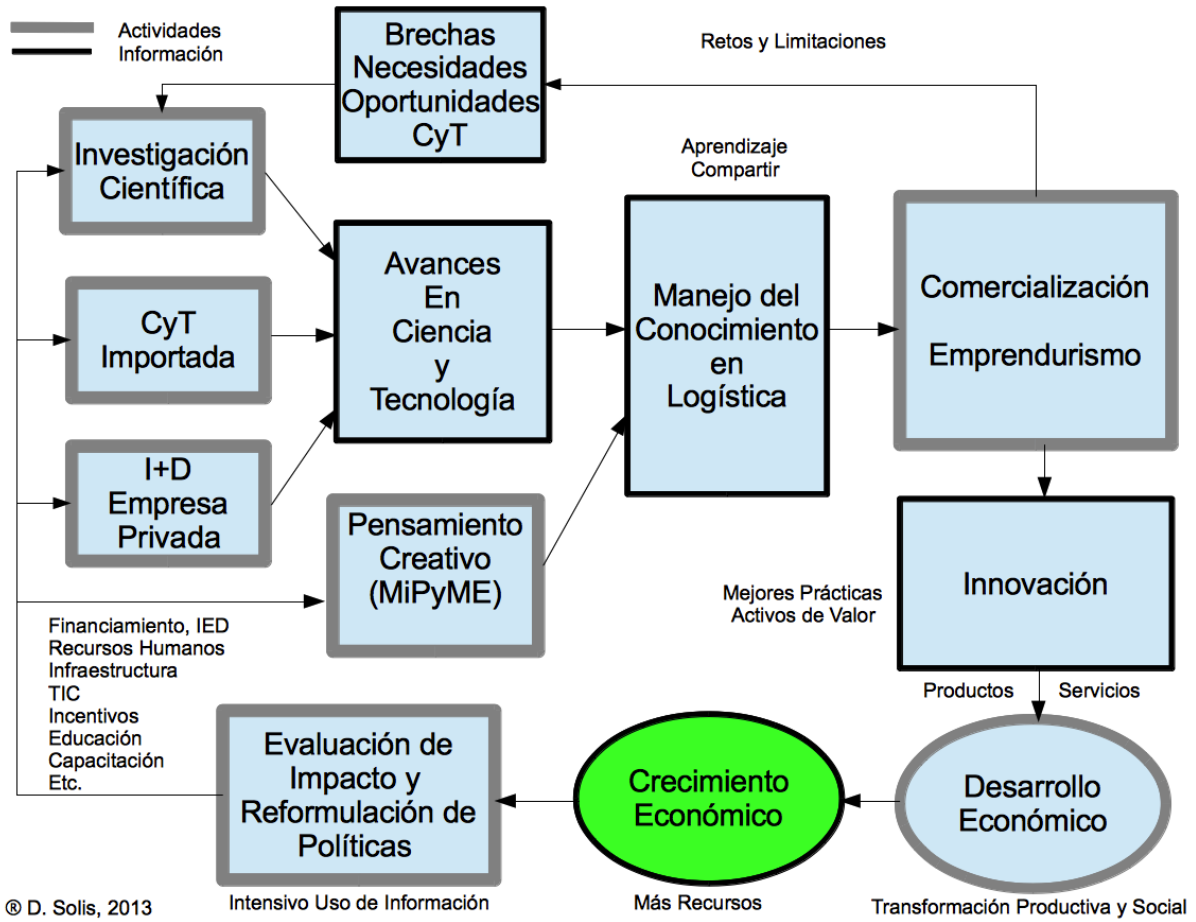 Actividades
Información
Brechas
Necesidades
Oportunidades
CyT
Retos y Limitaciones
Investigación
Científica
Aprendizaje
Compartir
CyT
Importada
Avances
En
Ciencia
y
Tecnología
Manejo del
Conocimiento
en
Logística
Comercialización
Emprendurismo
I+D
Empresa
Privada
Pensamiento
Creativo
(MiPyME)
Innovación
Mejores Prácticas
Activos de Valor
Financiamiento, IED
Recursos Humanos
Infraestructura
TIC
Incentivos
Educación
Capacitación
Etc.
Productos
Servicios
Evaluación de
Impacto y
Reformulación de
Políticas
Crecimiento
Económico
Desarrollo
Económico
® D. Solis, 2013
Intensivo Uso de Información
Más Recursos
Transformación Productiva y Social